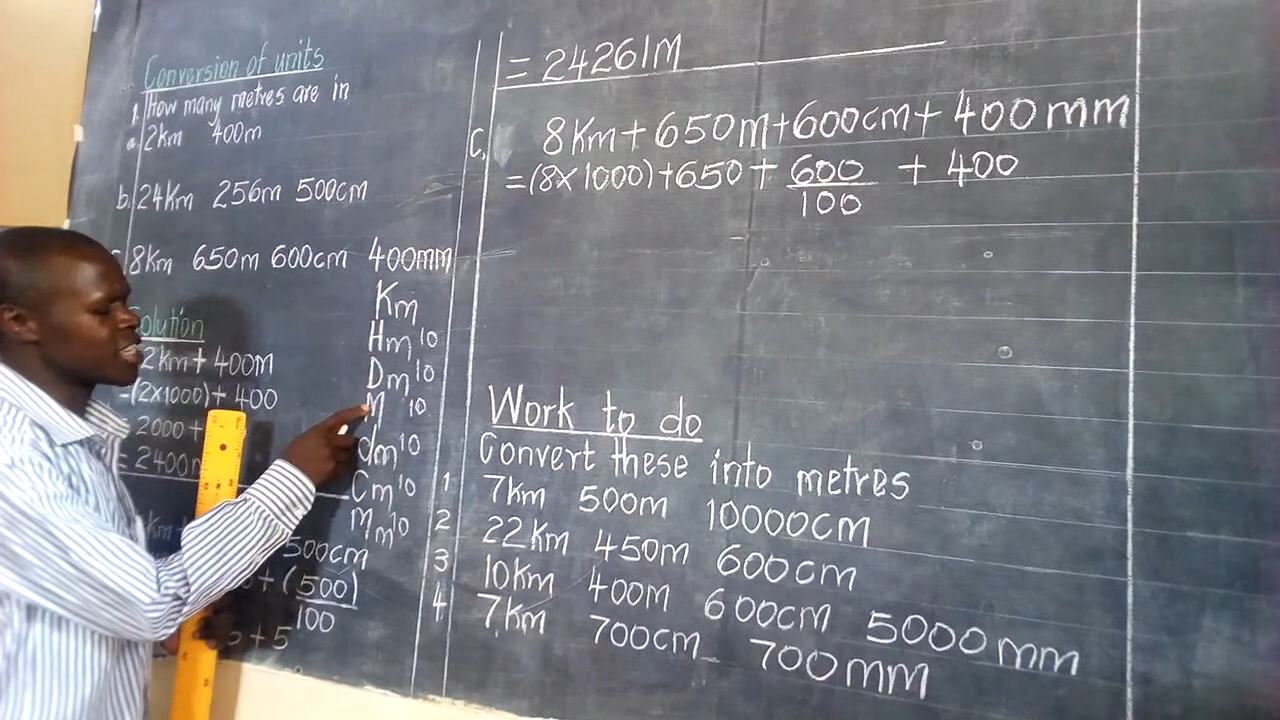 Conversion of units
1. How many metres are in
a. 2km 400m
b. 24Km 256m 500cm
8Km 650m 600cm 400mm
olution
2km + 400m
=(2x1000) + 400
2000 +
= 2400m
Km
Hm 10
Dm 10
M 10
dm 10
Cm 10
Mm 10
500cm
+ (500)
100
+ 5
= 24261M
C, 8Km + 650m + 600cm + 400mm
= (8x1000) + 650 + 600 + 400
100
Work to do
Convert these into metres
1 7km 500m 10000cm
2 22km 450m 600cm
3 10km 400m 600cm 5000mm
4. 7km 700cm 700mm